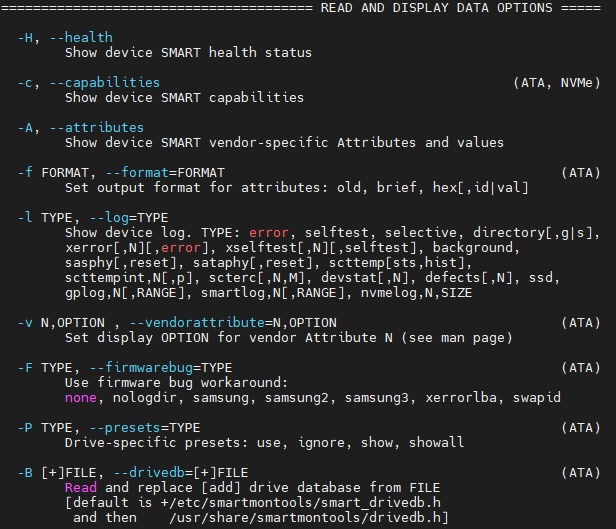 ======================================= READ AND DISPLAY DATA OPTIONS =====
-H, --health
Show device SMART health status
-c, --capabilities (ATA, NVMe)
Show device SMART capabilities
-A, --attributes
Show device SMART vendor-specific Attributes and values
-f FORMAT, --format=FORMAT (ATA)
Set output format for attributes: old, brief, hex[,id|val]
-l TYPE, --log=TYPE
Show device log. TYPE: error, selftest, selective, directory[,g|s],
xerror[,N][,error], xselftest[,N][,selftest], background,
sasphy[,reset], sataphy[,reset], scttemp[sts,hist],
scttempint,N[,p], scterc[,N,M], devstat[,N], defects[,N], ssd,
gplog,N[,RANGE], smartlog,N[,RANGE], nvmelog,N,SIZE
-v N,OPTION , --vendorattribute=N,OPTION (ATA)
Set display OPTION for vendor Attribute N (see man page)
-F TYPE, --firmwarebug=TYPE (ATA)
Use firmware bug workaround:
none, nologdir, samsung, samsung2, samsung3, xerrorlba, swapid
-P TYPE, --presets=TYPE (ATA)
Drive-specific presets: use, ignore, show, showall
-B [+]FILE, --drivedb=[+]FILE (ATA)
Read and replace [add] drive database from FILE
[default is +/etc/smartmontools/smart_drivedb.h
and then /usr/share/smartmontools/drivedb.h]